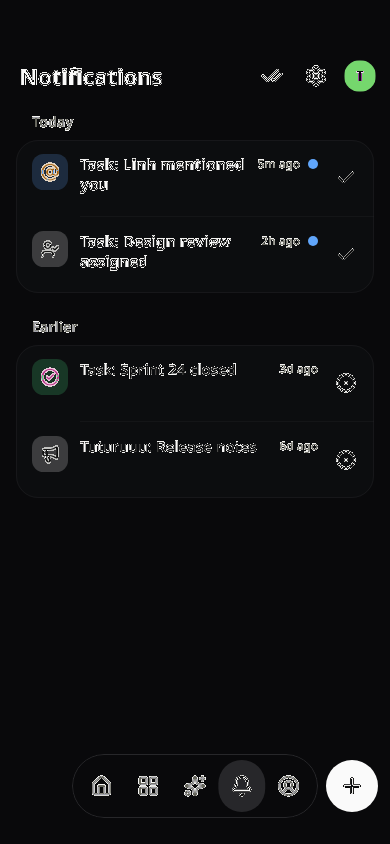 Notifications
T
Today
Task: Linh mentioned you
5m ago
Task: Design review assigned
2h ago
Earlier
Task: Sprint 24 closed
3d ago
Tuturuuu: Release notes
6d ago